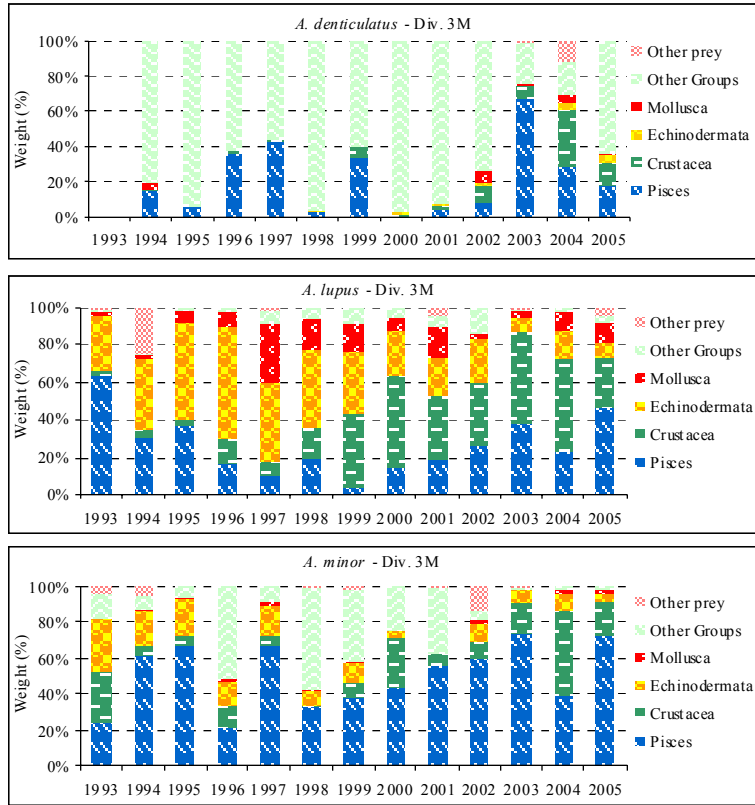 A. denticulatus - Div. 3M
Weight (%)
100%
80%
60%
40%
20%
0%
1993 1994 1995 1996 1997 1998 1999 2000 2001 2002 2003 2004 2005
Other prey
Other Groups
Mollusca
Echinodermata
Crustacea
Pisces
A. lupus - Div. 3M
Weight (%)
100%
80%
60%
40%
20%
0%
1993 1994 1995 1996 1997 1998 1999 2000 2001 2002 2003 2004 2005
Other prey
Other Groups
Mollusca
Echinodermata
Crustacea
Pisces
A. minor - Div. 3M
Weight (%)
100%
80%
60%
40%
20%
0%
1993 1994 1995 1996 1997 1998 1999 2000 2001 2002 2003 2004 2005
Other prey
Other Groups
Mollusca
Echinodermata
Crustacea
Pisces